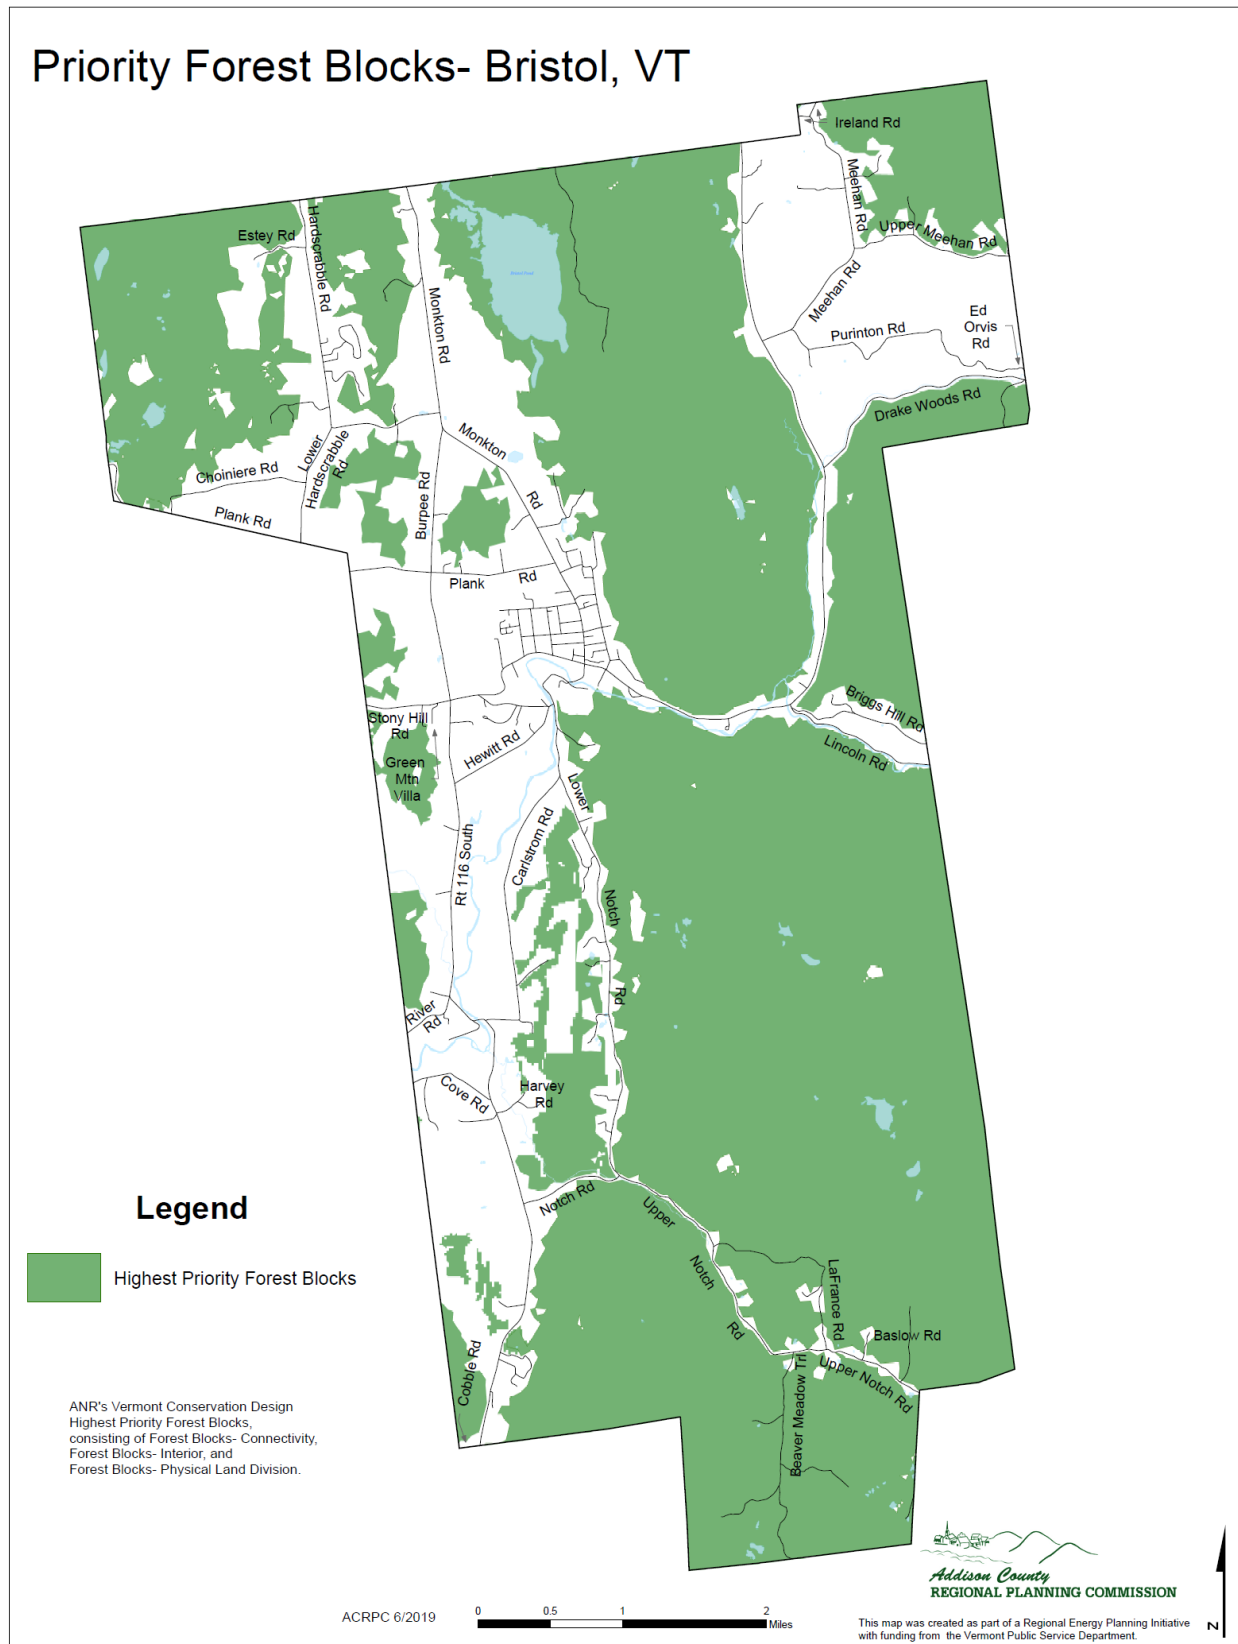 Priority Forest Blocks- Bristol, VT
Ireland Rd
Meehan Rd
Upper Meehan Rd
Estey Rd
Hardscrabble Rd
Monkton Rd
Meehan Rd
Purinton Rd
Ed
Orvis
Rd
Drake Woods Rd
Monkton
Rd
Lower
Hardscrabble
Rd
Choiniere Rd
Burpee Rd
Plank Rd
Plank
Rd
Briggs Hill Rd
Lincoln Rd
Stony Hill
Rd
Green
Mtn
Villa
Hewitt Rd
Lower
Notch
Rd
Carlstrom Rd
Rt 116 South
River
Rd
Cove Rd
Harvey
Rd
Notch Rd
Upper
Notch
Rd
LaFrance Rd
Baslow Rd
Upper Notch Rd
Beaver Meadow Trl
Cobble Rd
Legend
Highest Priority Forest Blocks
ANR's Vermont Conservation Design
Highest Priority Forest Blocks,
consisting of Forest Blocks- Connectivity,
Forest Blocks- Interior, and
Forest Blocks- Physical Land Division.
ACRPC 6/2019
0 0.5 1 2
Miles
Addison County
REGIONAL PLANNING COMMISSION
This map was created as part of a Regional Energy Planning Initiative
with funding from the Vermont Public Service Department.
N